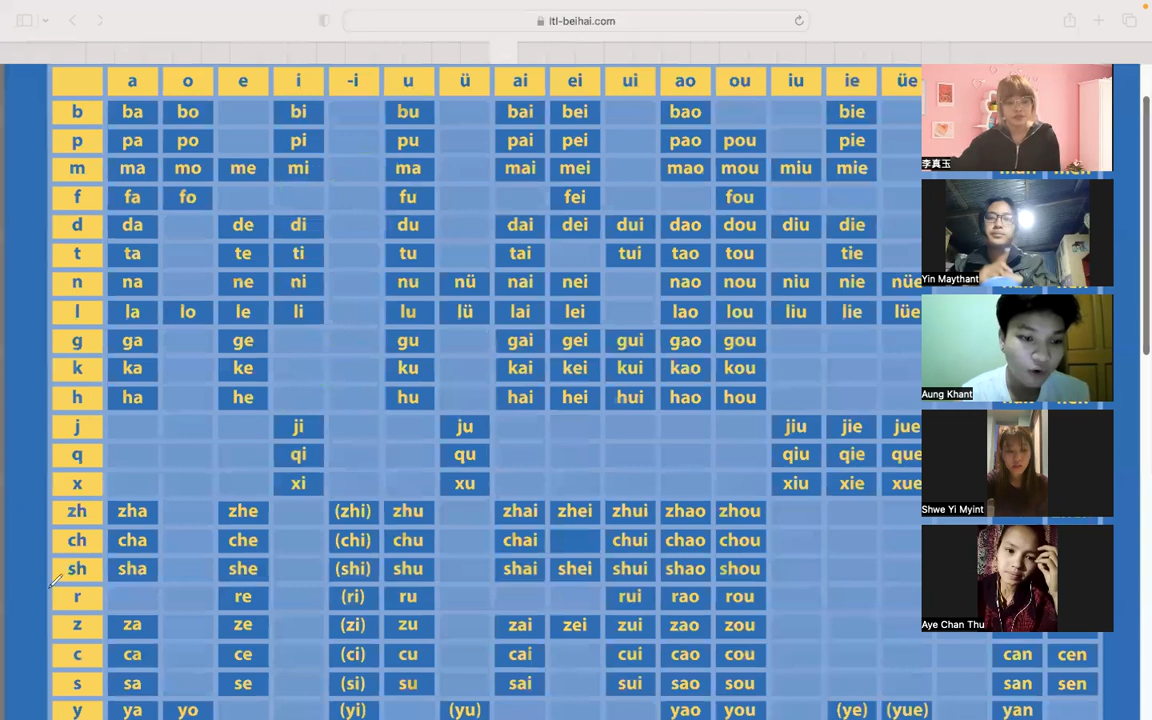 ltl-beihai.com
a o e i -i u ü ai ei ui ao ou iu ie üe
b ba bo bi bu bai bei bao bie
p pa po pi pu pai pei pao pou pie
m ma mo me mi ma mai mei mao mou miu mie
f fa fo fu fei fou
d da de di du dai dei dui dao dou diu die
t ta te ti tu tai tui tao tou tie
n na ne ni nu nü nai nei nao nou niu nie nüe
l la lo le li lu lü lai lei lao lou liu lie lüe
g ga ge gu gai gei gui gao gou
k ka ke ku kai kei kui kao kou
h ha he hu hai hei hui hao hou
j ji ju jiu jie jue
q qi qu qiu qie que
x xi xu xiu xie xue
zh zha zhe (zhi) zhu zhai zhei zhui zhao zhou
ch cha che (chi) chu chai chui chao chou
sh sha she (shi) shu shai shei shui shao shou
r re (ri) ru rui rao rou
z za ze (zi) zu zai zei zui zao zou
c ca ce (ci) cu cai cui cao cou can cen
s sa se (si) su sai sui sao sou san sen
y ya yo (yi) (yu) yao you (ye) (yue) yan
李真玉
Yin Maythant
Aung Khant
Shwe Yi Myint
Aye Chan Thu